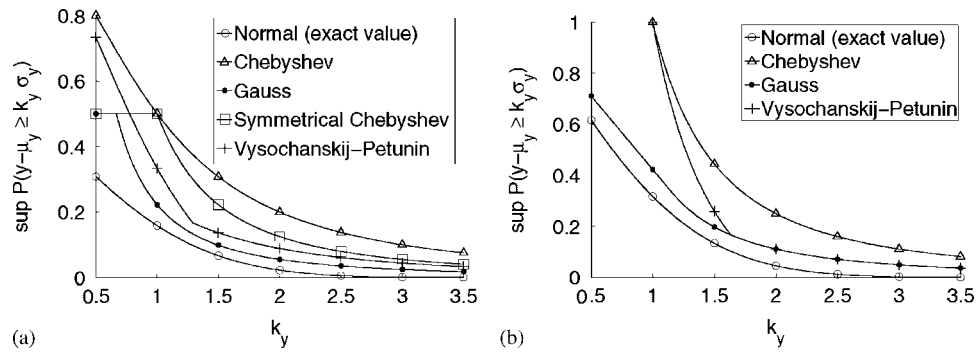 0.8
0.6
0.4
0.2
0
0.5
1
1.5
2
2.5
3
3.5
sup P(y−μy ≥ ky σy)
ky
Normal (exact value)
Chebyshev
Gauss
Symmetrical Chebyshev
Vysochanskij−Petunin
(a)
1
0.8
0.6
0.4
0.2
0
0.5
1
1.5
2
2.5
3
3.5
sup P(y−μy ≥ ky σy)
ky
Normal (exact value)
Chebyshev
Gauss
Vysochanskij−Petunin
(b)